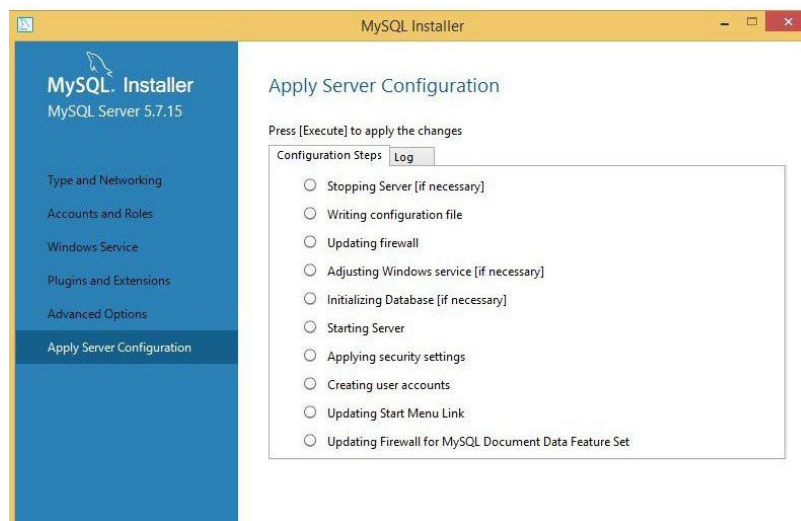 MySQL Installer
MySQL. Installer
MySQL Server 5.7.15
Type and Networking
Accounts and Roles
Windows Service
Plugins and Extensions
Advanced Options
Apply Server Configuration
Apply Server Configuration
Press [Execute] to apply the changes
Configuration Steps Log
Stopping Server [if necessary]
Writing configuration file
Updating firewall
Adjusting Windows service [if necessary]
Initializing Database [if necessary]
Starting Server
Applying security settings
Creating user accounts
Updating Start Menu Link
Updating Firewall for MySQL Document Data Feature Set